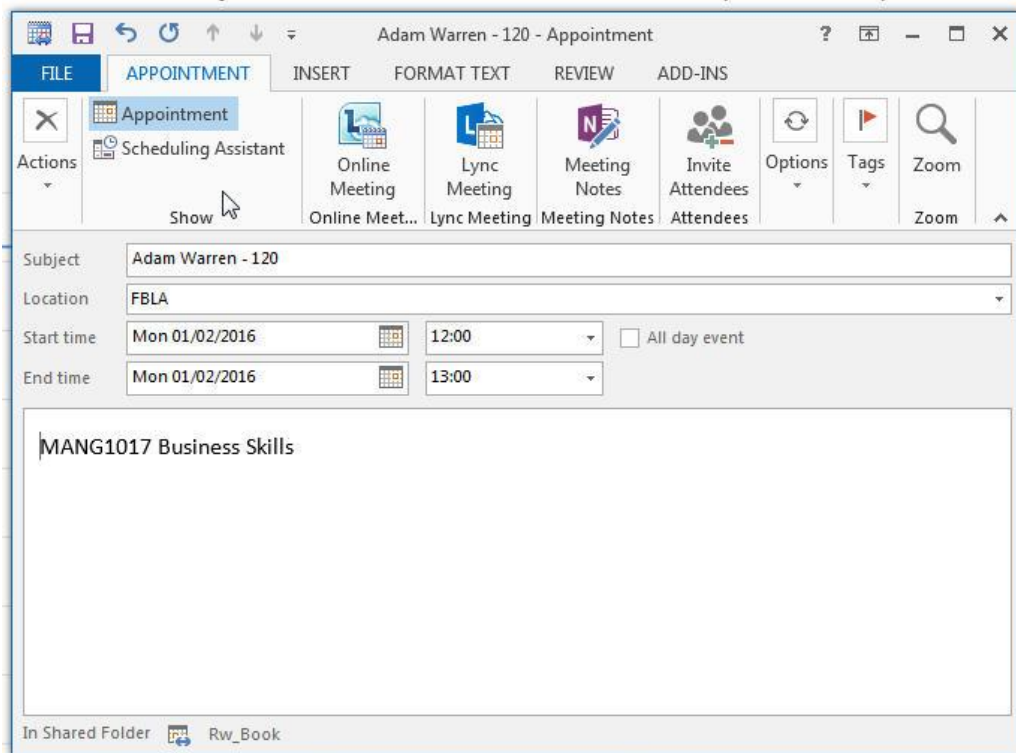 Adam Warren - 120 - Appointment ?
FILE APPOINTMENT INSERT FORMAT TEXT REVIEW ADD-INS
Actions
Appointment
Scheduling Assistant
Show
Online
Meeting
Online Meet...
Lync
Meeting
Lync Meeting
Meeting
Notes
Meeting Notes
Invite
Attendees
Attendees
Options
Tags
Zoom
Zoom
Subject Adam Warren - 120
Location FBLA
Start time Mon 01/02/2016 12:00 All day event
End time Mon 01/02/2016 13:00
MANG1017 Business Skills
In Shared Folder Rw_Book